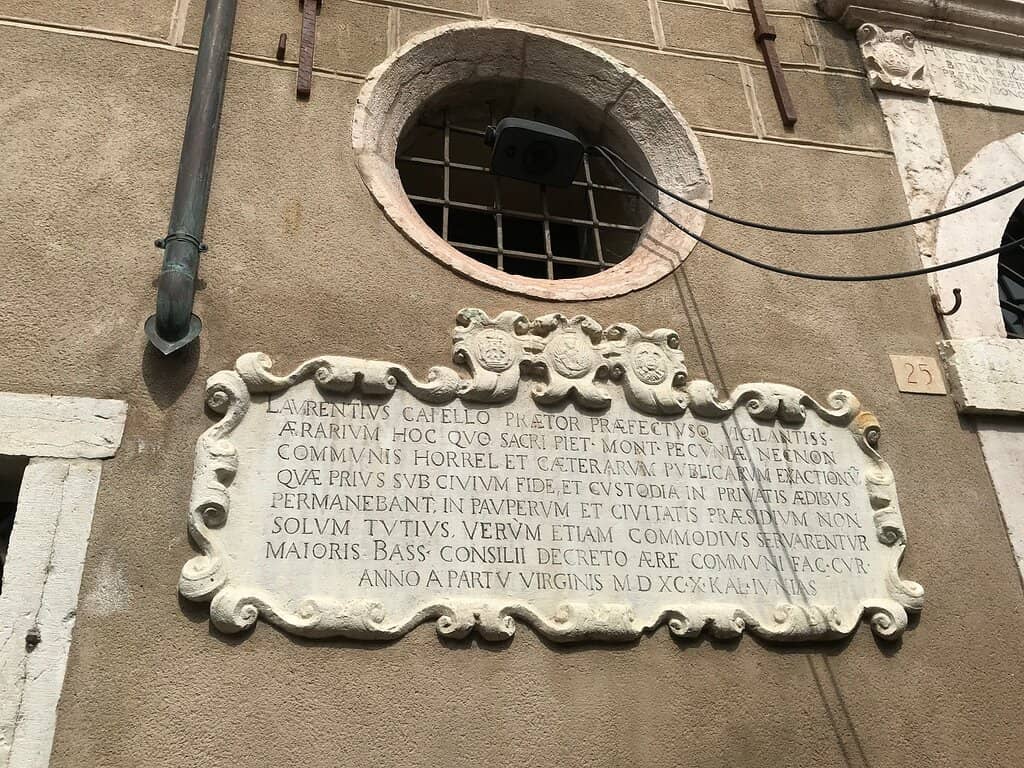 LAVRENTIVS CAPELLO PRÆTOR PRÆFECTVSQ VIGILANTISS·
ÆRARIVM HOC QVO SACRI PIET· MONT· PECVNIÆ NECNON
COMMVNIS HORREI, ET CÆTERARVM PVBLICARVM EXACTIONV̄
QVÆ PRIVS SVB CIVIVM FIDE, ET CVSTODIA IN PRIVATIS ÆDIBVS
PERMANEBANT, IN PAVPERVM ET CIVITATIS PRÆSIDIVM NON
SOLVM TVTIVS, VERVM ETIAM COMMODIVS SERVARENTVR
MAIORIS BASS· CONSILII DECRETO ÆRE COMMVNI FAC· CVR·
ANNO A PARTV VIRGINIS M D XC·X·KAL·IVNIAS
25